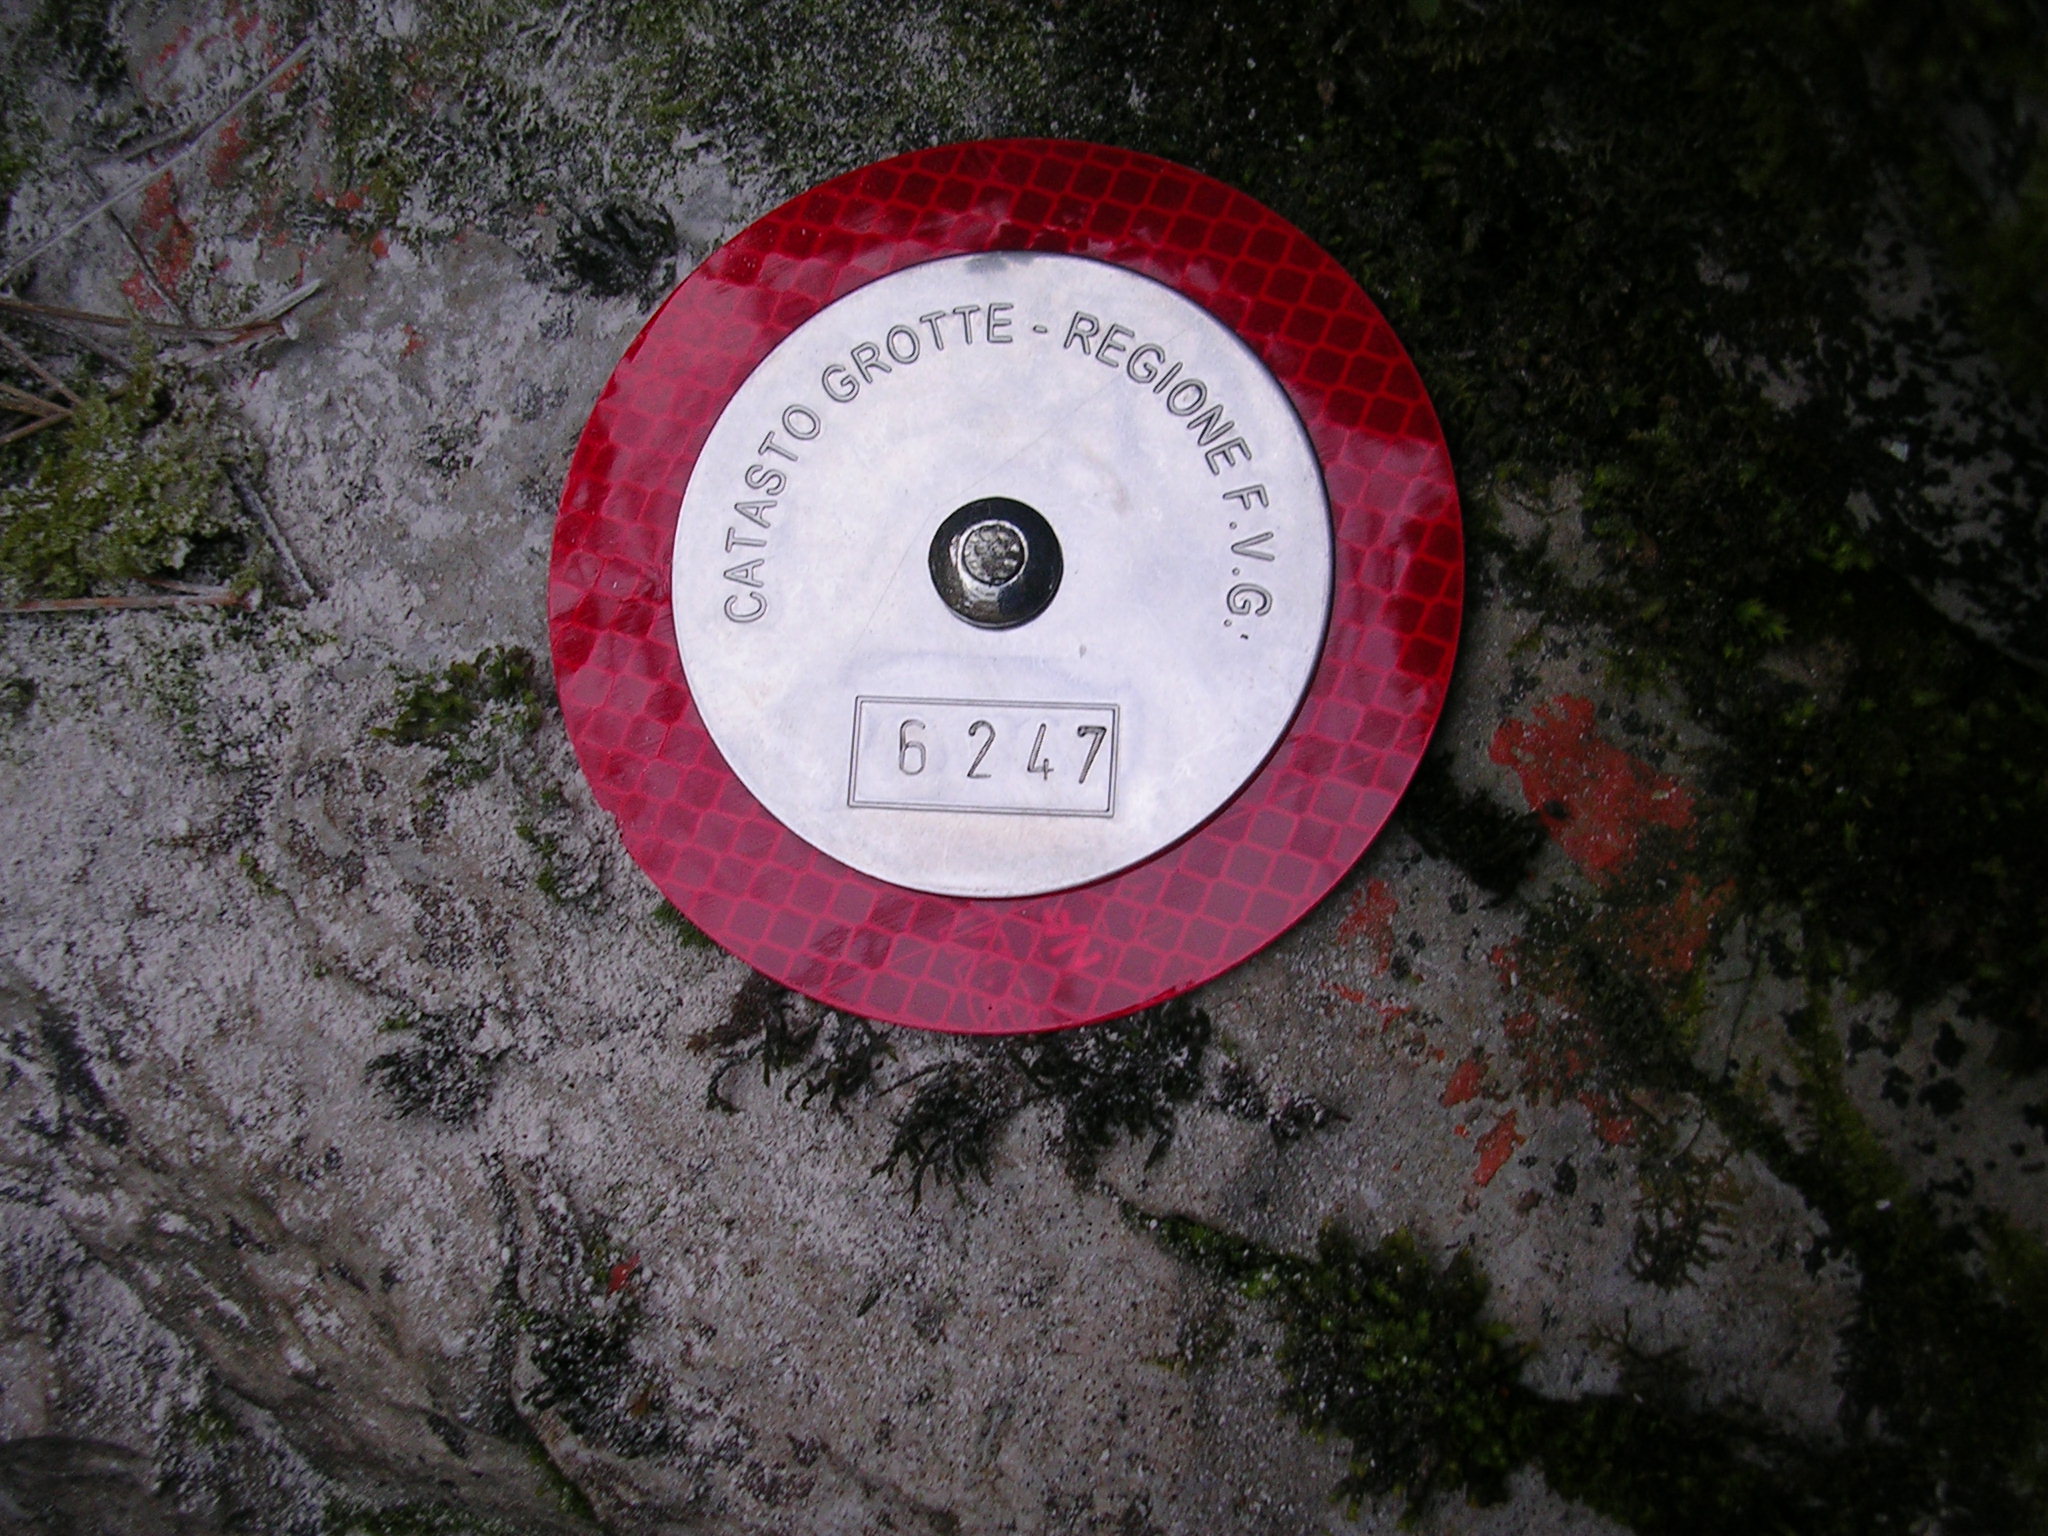 CATASTO GROTTE - REGIONE F.V.G.
6247